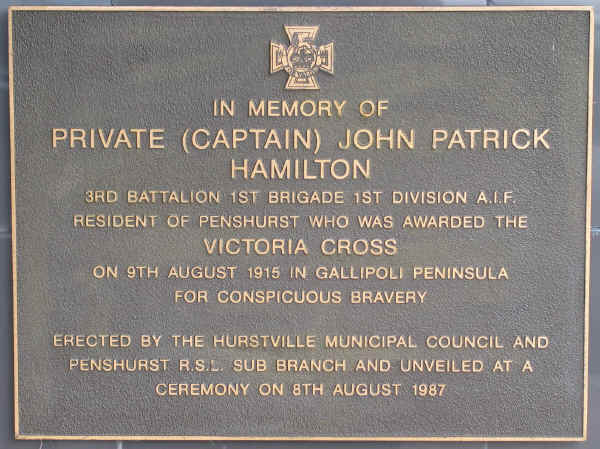 IN MEMORY OF
PRIVATE (CAPTAIN) JOHN PATRICK
HAMILTON
3RD BATTALION 1ST BRIGADE 1ST DIVISION A.I.F.
RESIDENT OF PENSHURST WHO WAS AWARDED THE
VICTORIA CROSS
ON 9TH AUGUST 1915 IN GALLIPOLI PENINSULA
FOR CONSPICUOUS BRAVERY
ERECTED BY THE HURSTVILLE MUNICIPAL COUNCIL AND
PENSHURST R.S.L. SUB BRANCH AND UNVEILED AT A
CEREMONY ON 8TH AUGUST 1987